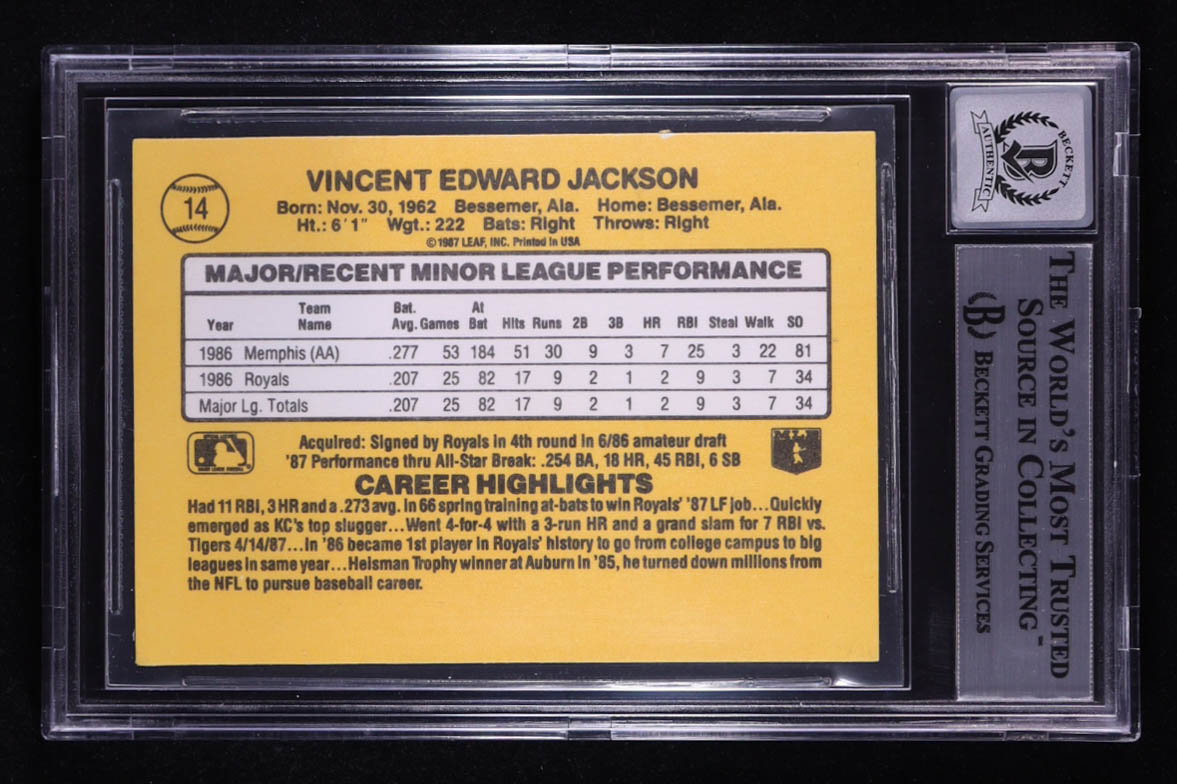 14
VINCENT EDWARD JACKSON
Born: Nov. 30, 1962 Bessemer, Ala. Home: Bessemer, Ala.
Ht.: 6'1" Wgt.: 222 Bats: Right Throws: Right
©1987 LEAF, INC. Printed in USA
MAJOR/RECENT MINOR LEAGUE PERFORMANCE
Year Team Name Bat. Avg. Games At Bat Hits Runs 2B 3B HR RBI Steal Walk SO
1986 Memphis (AA) .277 53 184 51 30 9 3 7 25 3 22 81
1986 Royals .207 25 82 17 9 2 1 2 9 3 7 34
Major Lg. Totals .207 25 82 17 9 2 1 2 9 3 7 34
Acquired: Signed by Royals in 4th round in 6/86 amateur draft
'87 Performance thru All-Star Break: .254 BA, 18 HR, 45 RBI, 6 SB
CAREER HIGHLIGHTS
Had 11 RBI, 3 HR and a .273 avg. in 66 spring training at-bats to win Royals' '87 LF job...Quickly
emerged as KC's top slugger...Went 4-for-4 with a 3-run HR and a grand slam for 7 RBI vs.
Tigers 4/14/87...In '86 became 1st player in Royals' history to go from college campus to big
leagues in same year...Heisman Trophy winner at Auburn in '85, he turned down millions from
the NFL to pursue baseball career.
BECKETT
B
AUTHENTIC
THE WORLD'S MOST TRUSTED
SOURCE IN COLLECTING™
B BECKETT GRADING SERVICES